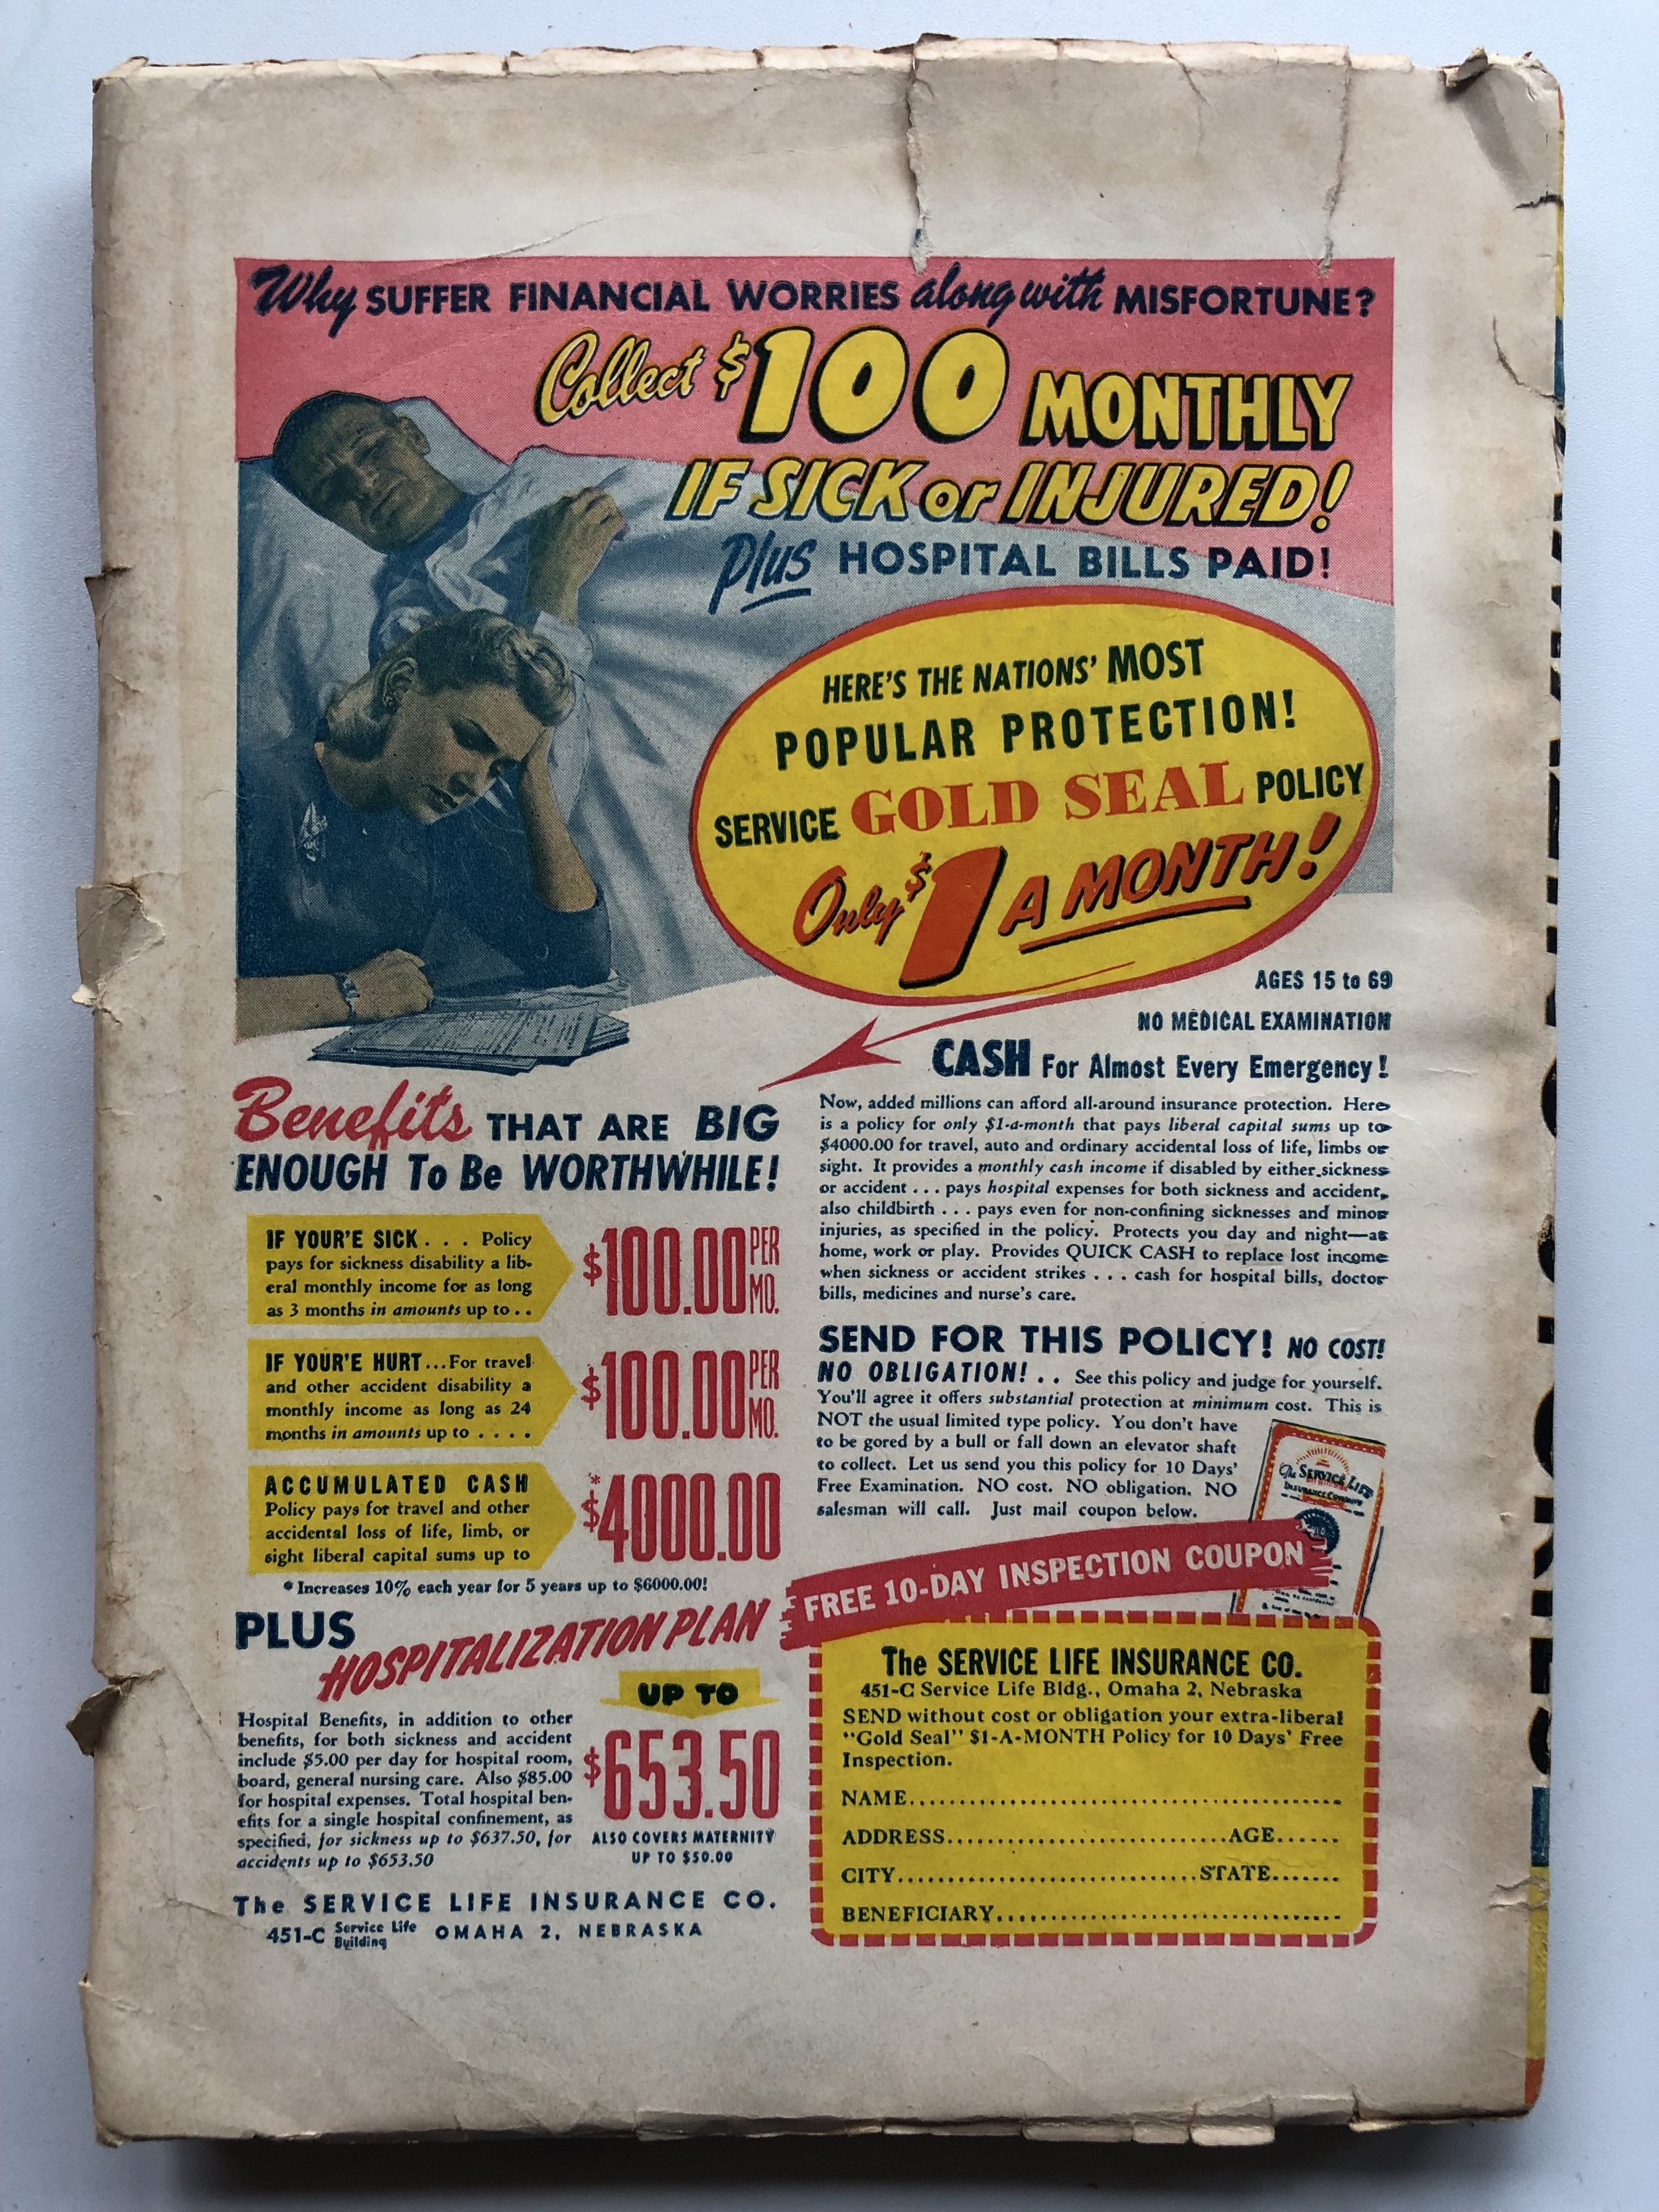 Why SUFFER FINANCIAL WORRIES along with MISFORTUNE?
Collect $100 MONTHLY
IF SICK or INJURED!
plus HOSPITAL BILLS PAID!
HERE'S THE NATIONS' MOST
POPULAR PROTECTION!
SERVICE GOLD SEAL POLICY
Only $1 A MONTH!
AGES 15 to 69
NO MEDICAL EXAMINATION
CASH For Almost Every Emergency!
Now, added millions can afford all-around insurance protection. Here
is a policy for only $1-a-month that pays liberal capital sums up to
$4000.00 for travel, auto and ordinary accidental loss of life, limbs or
sight. It provides a monthly cash income if disabled by either sickness
or accident . . . pays hospital expenses for both sickness and accident,
also childbirth . . . pays even for non-confining sicknesses and minor
injuries, as specified in the policy. Protects you day and night—as
home, work or play. Provides QUICK CASH to replace lost income
when sickness or accident strikes . . . cash for hospital bills, doctor
bills, medicines and nurse's care.
SEND FOR THIS POLICY! NO COST!
NO OBLIGATION! . . See this policy and judge for yourself.
You'll agree it offers substantial protection at minimum cost. This is
NOT the usual limited type policy. You don't have
to be gored by a bull or fall down an elevator shaft
to collect. Let us send you this policy for 10 Days'
Free Examination. NO cost. NO obligation. NO
salesman will call. Just mail coupon below.
The SERVICE LIFE
INSURANCE COMPANY
Benefits THAT ARE BIG
ENOUGH To Be WORTHWHILE!
IF YOUR'E SICK . . . Policy
pays for sickness disability a lib-
eral monthly income for as long
as 3 months in amounts up to . .
$100.00 PER MO.
IF YOUR'E HURT...For travel
and other accident disability a
monthly income as long as 24
months in amounts up to . . . .
$100.00 PER MO.
ACCUMULATED CASH
Policy pays for travel and other
accidental loss of life, limb, or
sight liberal capital sums up to
*$4000.00
* Increases 10% each year for 5 years up to $6000.00!
PLUS
HOSPITALIZATION PLAN
Hospital Benefits, in addition to other
benefits, for both sickness and accident
include $5.00 per day for hospital room,
board, general nursing care. Also $85.00
for hospital expenses. Total hospital ben-
efits for a single hospital confinement, as
specified, for sickness up to $637.50, for
accidents up to $653.50
UP TO
$653.50
ALSO COVERS MATERNITY
UP TO $50.00
The SERVICE LIFE INSURANCE CO.
451-C Service Life Building OMAHA 2, NEBRASKA
FREE 10-DAY INSPECTION COUPON
The SERVICE LIFE INSURANCE CO.
451-C Service Life Bldg., Omaha 2, Nebraska
SEND without cost or obligation your extra-liberal
"Gold Seal" $1-A-MONTH Policy for 10 Days' Free
Inspection.
NAME........................................
ADDRESS..........................AGE......
CITY..............................STATE.......
BENEFICIARY................................